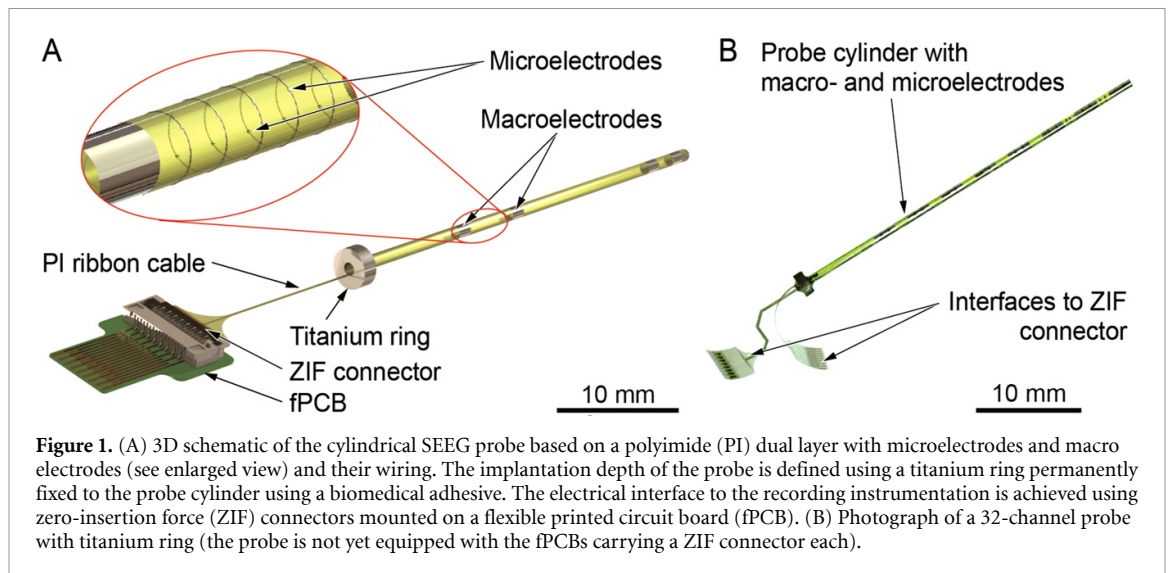 A
Microelectrodes
Macroelectrodes
PI ribbon cable
Titanium ring
ZIF connector
fPCB
10 mm
B
Probe cylinder with
macro- and microelectrodes
Interfaces to ZIF
connector
10 mm
Figure 1. (A) 3D schematic of the cylindrical SEEG probe based on a polyimide (PI) dual layer with microelectrodes and macro
electrodes (see enlarged view) and their wiring. The implantation depth of the probe is defined using a titanium ring permanently
fixed to the probe cylinder using a biomedical adhesive. The electrical interface to the recording instrumentation is achieved using
zero-insertion force (ZIF) connectors mounted on a flexible printed circuit board (fPCB). (B) Photograph of a 32-channel probe
with titanium ring (the probe is not yet equipped with the fPCBs carrying a ZIF connector each).